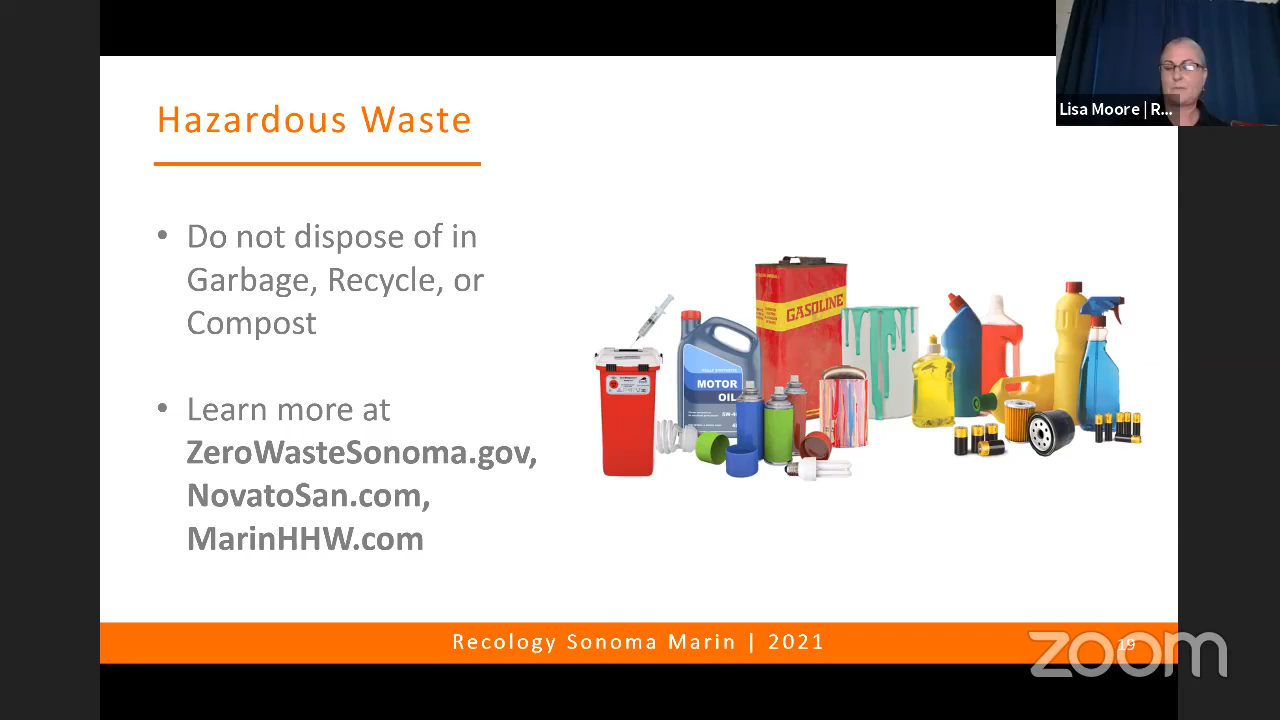 Hazardous Waste
Lisa Moore | R...
• Do not dispose of in
Garbage, Recycle, or
Compost
• Learn more at
ZeroWasteSonoma.gov,
NovatoSan.com,
MarinHHW.com
GASOLINE
MOTOR
OIL
Recology Sonoma Marin | 2021
19
zoom